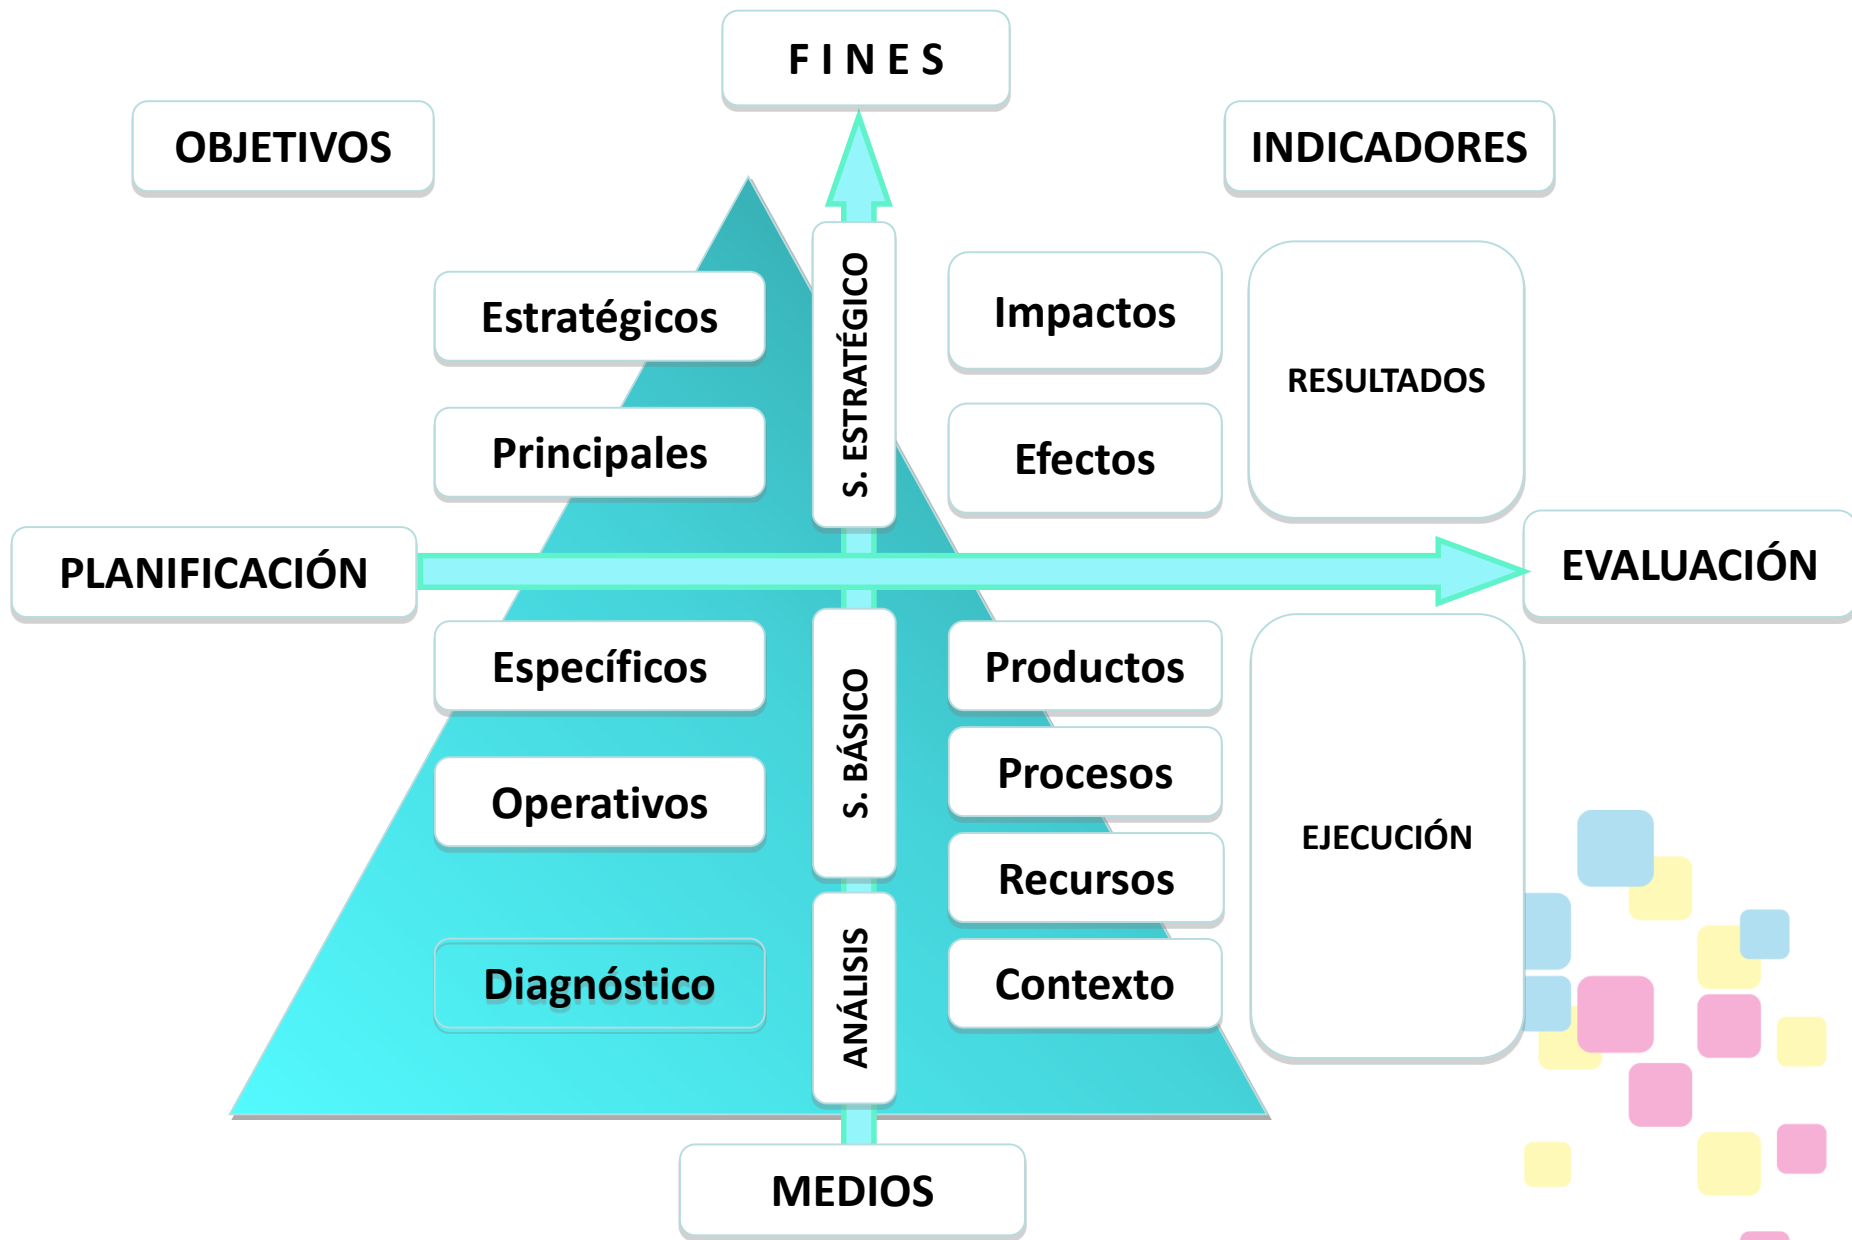 F I N E S
OBJETIVOS
INDICADORES
Estratégicos
S. ESTRATÉGICO
Impactos
RESULTADOS
Principales
Efectos
PLANIFICACIÓN
EVALUACIÓN
Específicos
S. BÁSICO
Productos
Procesos
Operativos
EJECUCIÓN
Recursos
Diagnóstico
ANÁLISIS
Contexto
MEDIOS